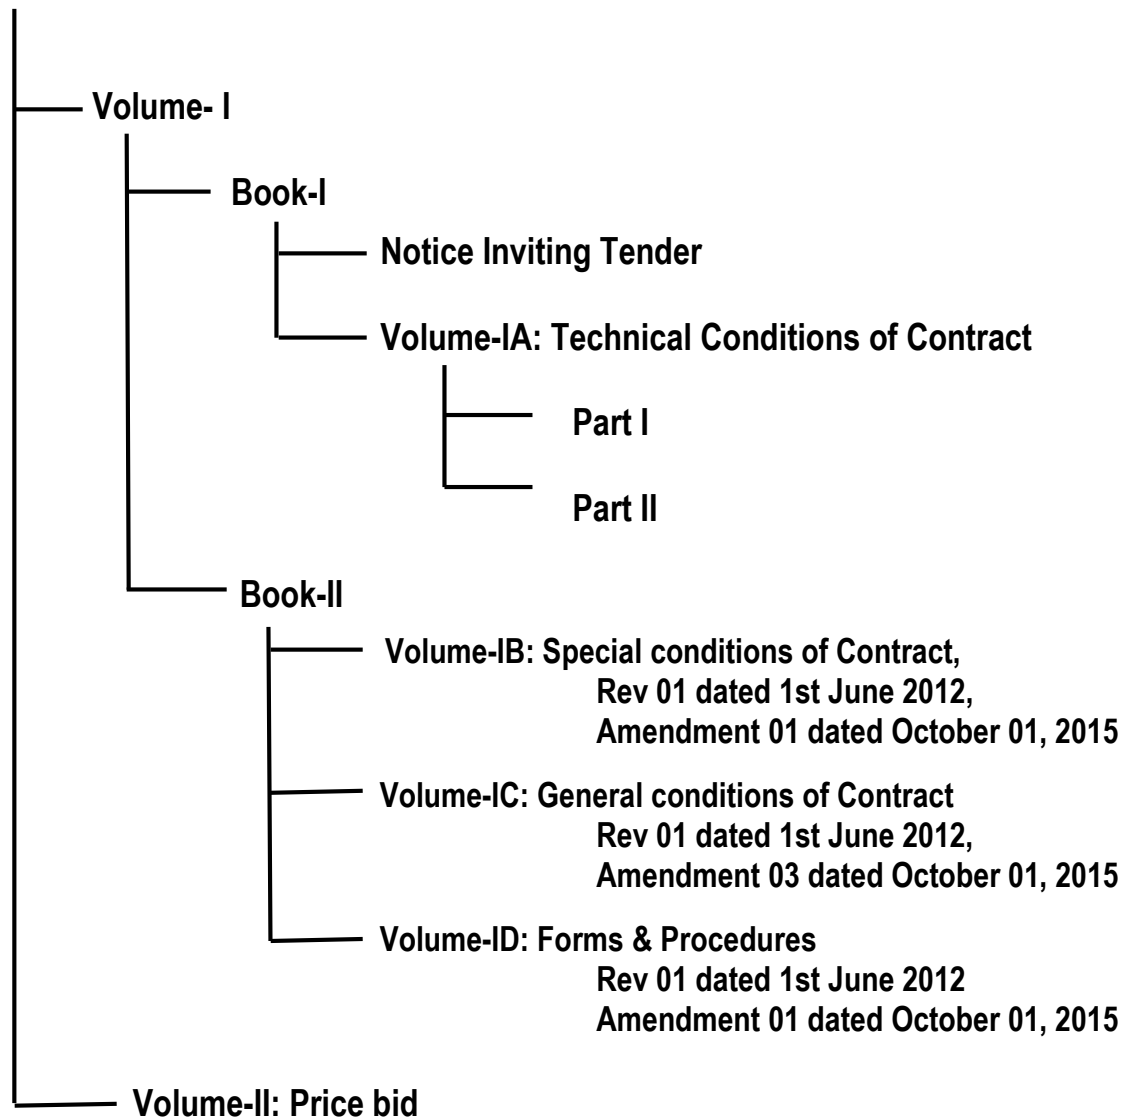 Volume- I
Book-I
Notice Inviting Tender
Volume-IA: Technical Conditions of Contract
Part I
Part II
Book-II
Volume-IB: Special conditions of Contract,
Rev 01 dated 1st June 2012,
Amendment 01 dated October 01, 2015
Volume-IC: General conditions of Contract
Rev 01 dated 1st June 2012,
Amendment 03 dated October 01, 2015
Volume-ID: Forms & Procedures
Rev 01 dated 1st June 2012
Amendment 01 dated October 01, 2015
Volume-II: Price bid